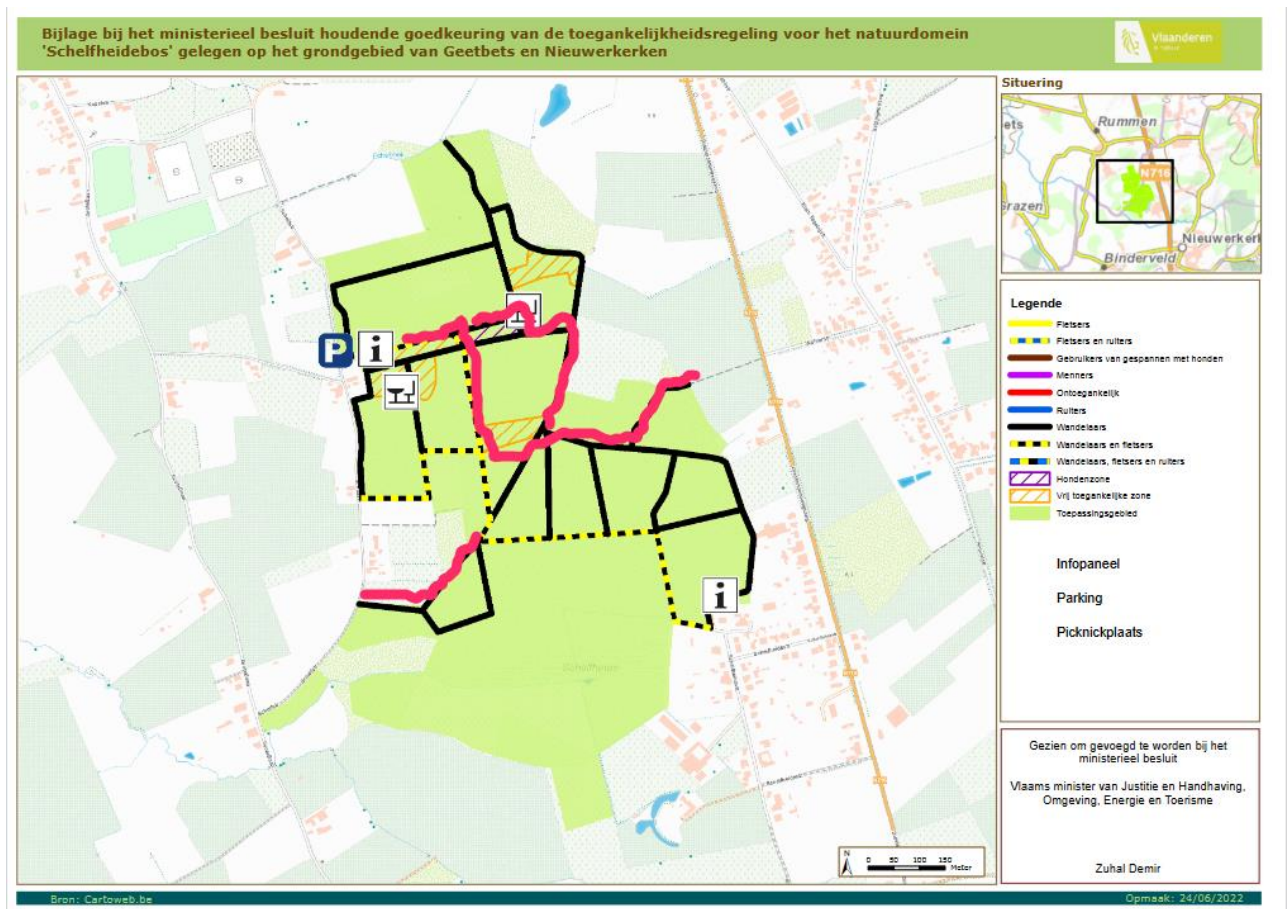 Bijlage bij het ministerieel besluit houdende goedkeuring van de toegankelijkheidsregeling voor het natuurdomein
'Schelfheidebos' gelegen op het grondgebied van Geetbets en Nieuwerkerken
Vlaanderen
Situering
Rummen
N716
Grazen
Nieuwerker
Binderveld
P
i
i
Legende
Fietsers
Fietsers en ruiters
Gebruikers van gespannen met honden
Menners
Ontoegankelijk
Ruiters
Wandelaars
Wandelaars en fietsers
Wandelaars, fietsers en ruiters
Hondenzone
Vrij toegankelijke zone
Toepassingsgebied
Infopaneel
Parking
Picknickplaats
Gezien om gevoegd te worden bij het
ministerieel besluit
Vlaams minister van Justitie en Handhaving,
Omgeving, Energie en Toerisme
Zuhal Demir
N
0 50 100 150
Meter
Bron: Cartoweb.be
Opmaak: 24/06/2022